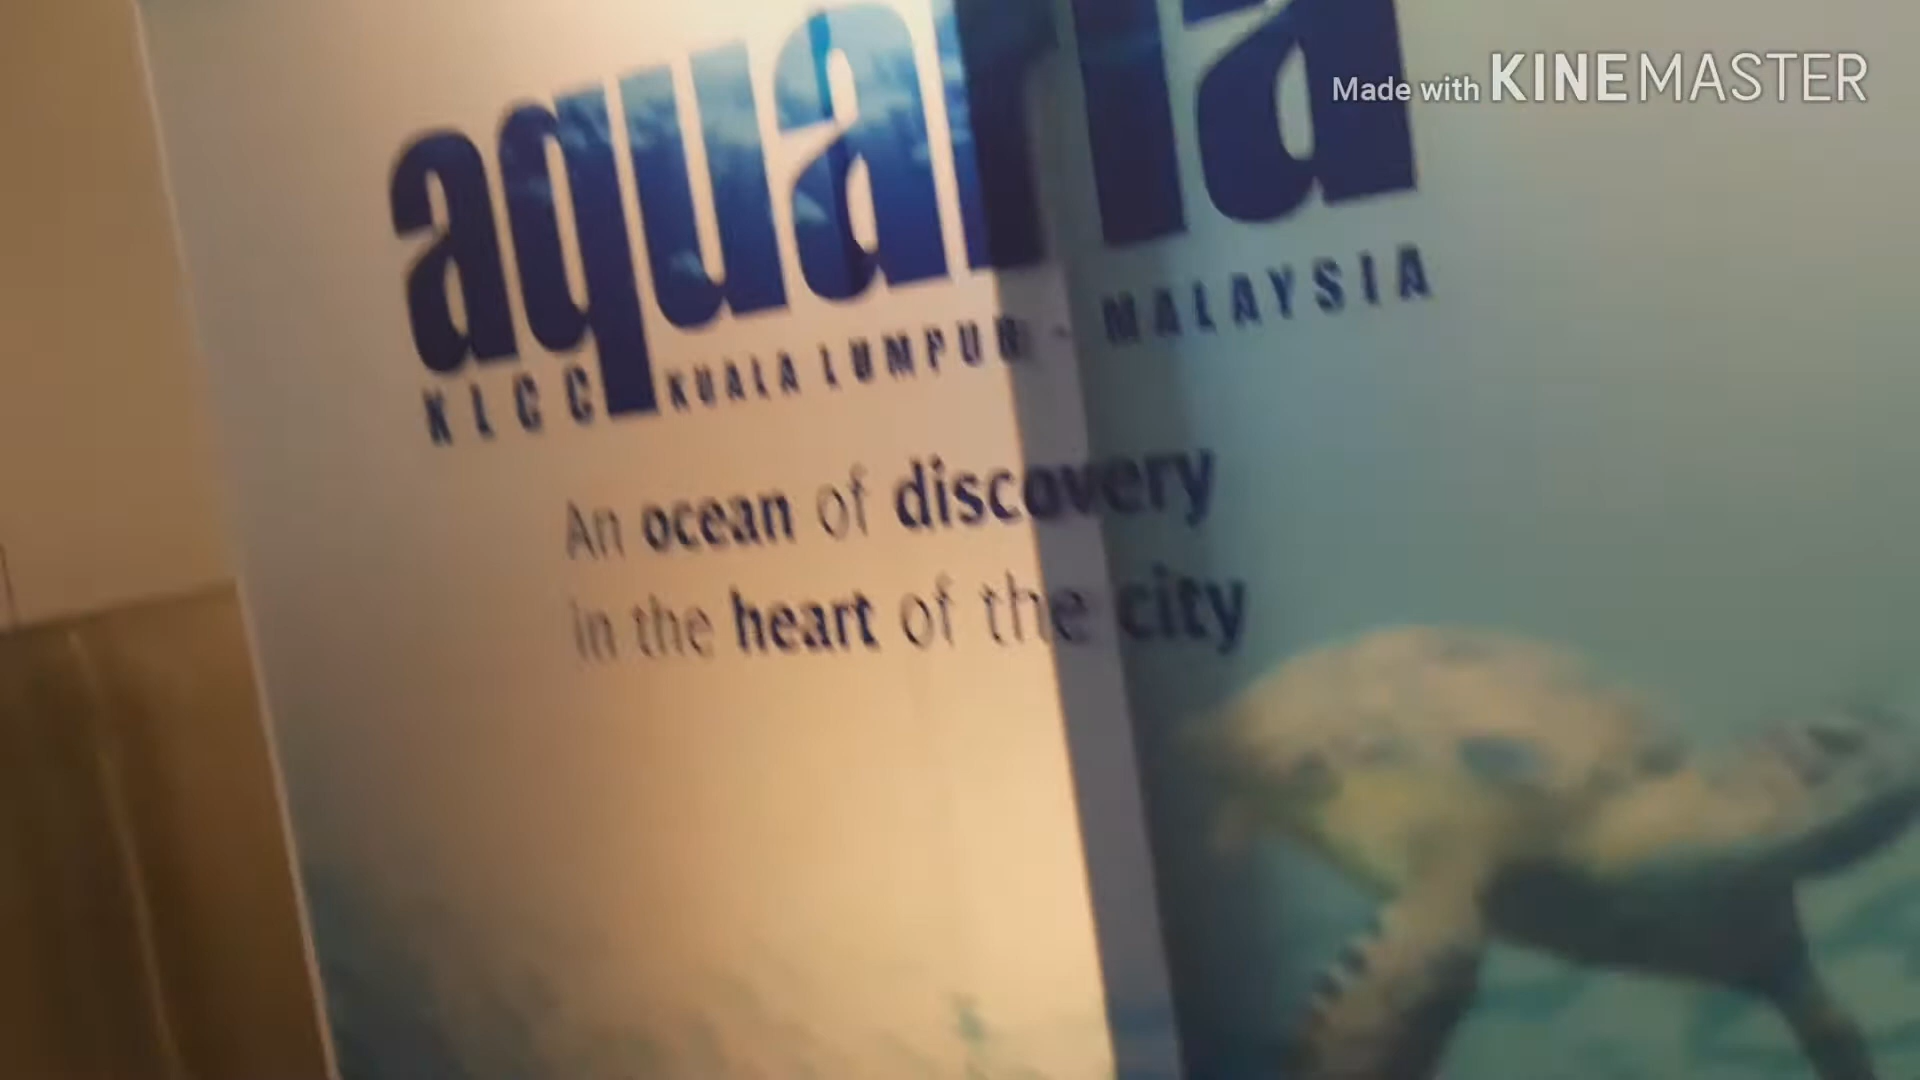 Made with KINEMASTER
aquaria
KLCC KUALA LUMPUR - MALAYSIA
An ocean of discovery
in the heart of the city